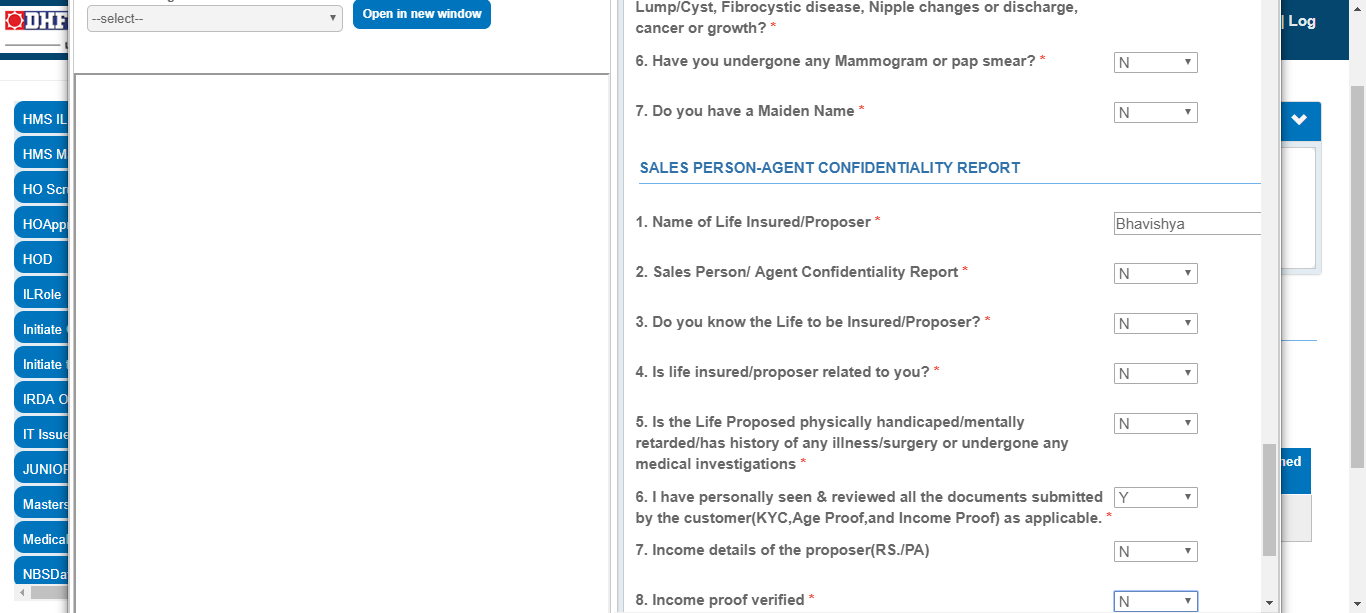 DHF
--select--
Open in new window
| Log
HMS IL
HMS M
HO Scr
HOAppr
HOD
ILRole
Initiate
Initiate
IRDA O
IT Issue
JUNIOR
Masters
Medical
NBSDa
Lump/Cyst, Fibrocystic disease, Nipple changes or discharge,
cancer or growth? *
6. Have you undergone any Mammogram or pap smear? * N
7. Do you have a Maiden Name * N
SALES PERSON-AGENT CONFIDENTIALITY REPORT
1. Name of Life Insured/Proposer * Bhavishya
2. Sales Person/ Agent Confidentiality Report * N
3. Do you know the Life to be Insured/Proposer? * N
4. Is life insured/proposer related to you? * N
5. Is the Life Proposed physically handicaped/mentally N
retarded/has history of any illness/surgery or undergone any
medical investigations *
6. I have personally seen & reviewed all the documents submitted Y
by the customer(KYC,Age Proof,and Income Proof) as applicable. *
7. Income details of the proposer(RS./PA) N
8. Income proof verified * N
ned